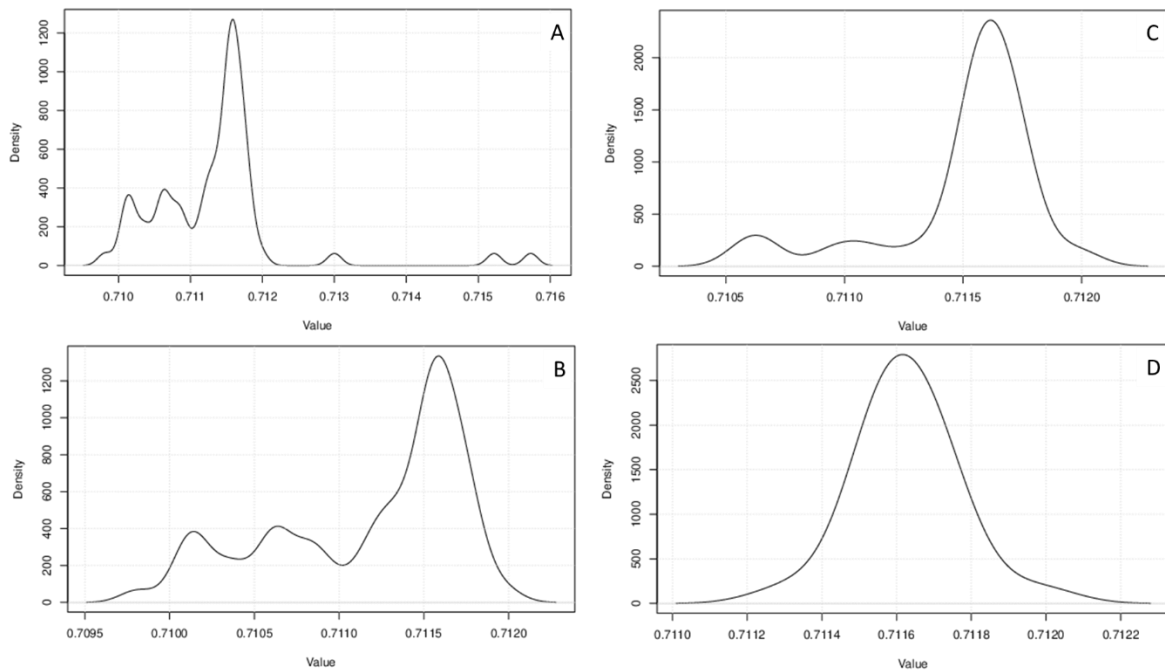 A
Density
0 200 400 600 800 1000 1200
0.710 0.711 0.712 0.713 0.714 0.715 0.716
Value
C
Density
0 500 1000 1500 2000
0.7105 0.7110 0.7115 0.7120
Value
B
Density
0 200 400 600 800 1000 1200
0.7095 0.7100 0.7105 0.7110 0.7115 0.7120
Value
D
Density
0 500 1000 1500 2000 2500
0.7110 0.7112 0.7114 0.7116 0.7118 0.7120 0.7122
Value